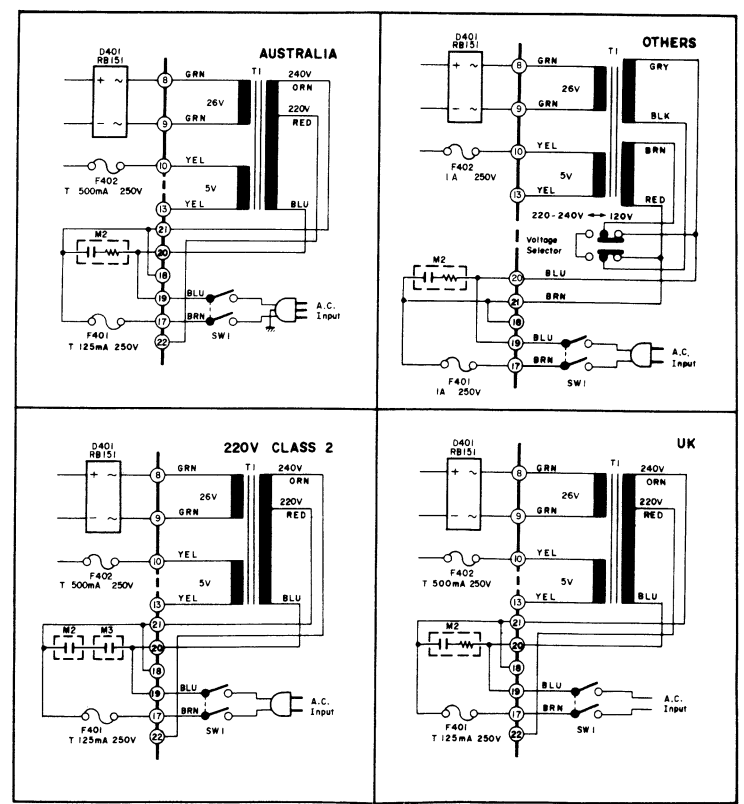 AUSTRALIA
D401
RB151
+ ~
- ~
8
GRN
9
GRN
26V
T1
240V
ORN
220V
RED
10
YEL
F402
T 500mA 250V
5V
13
YEL
BLU
21
M2
20
18
19
BLU
17
BRN
F401
T 125mA 250V
22
SW1
A.C.
Input
OTHERS
D401
RB151
+ ~
- ~
8
GRN
9
GRN
26V
T1
GRY
BLK
10
YEL
F402
1A 250V
5V
13
YEL
BRN
RED
220-240V
120V
Voltage
Selector
M2
20
BLU
21
BRN
18
19
BLU
17
BRN
F401
1A 250V
SW1
A.C.
Input
220V CLASS 2
D401
RB151
+ ~
- ~
8
GRN
9
GRN
26V
T1
240V
ORN
220V
RED
10
YEL
F402
T 500mA 250V
5V
13
YEL
BLU
21
M2
M3
20
18
19
BLU
17
BRN
F401
T 125mA 250V
22
SW1
A.C.
Input
UK
D401
RB151
+ ~
- ~
8
GRN
9
GRN
26V
T1
240V
ORN
220V
RED
10
YEL
F402
T 500mA 250V
5V
13
YEL
BLU
21
M2
20
18
19
BLU
17
BRN
F401
T 125mA 250V
22
SW1
A.C.
Input